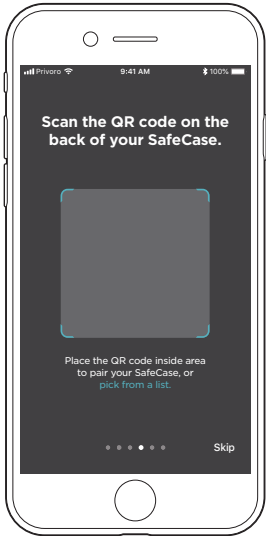 Privoro 9:41 AM 100%
Scan the QR code on the
back of your SafeCase.
Place the QR code inside area
to pair your SafeCase, or
pick from a list.
Skip